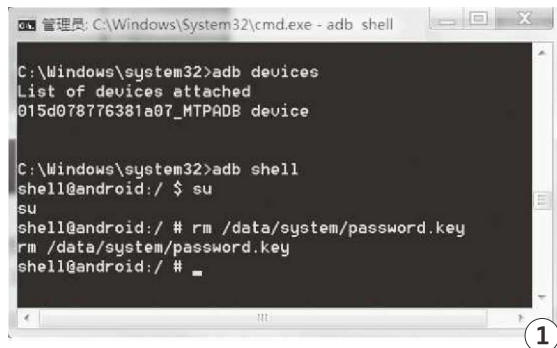 管理员: C:\Windows\System32\cmd.exe - adb shell
C:\Windows\system32>adb devices
List of devices attached
015d078776381a07_MTPADB device
C:\Windows\system32>adb shell
shell@android:/ $ su
su
shell@android:/ # rm /data/system/password.key
rm /data/system/password.key
shell@android:/ # _
1